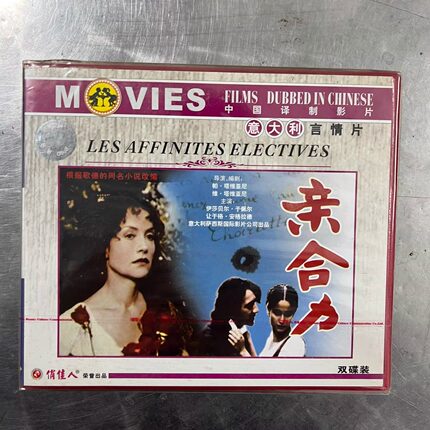 MOVIES
FILMS DUBBED IN CHINESE
中国译制影片
意大利言情片
LES AFFINITES ELECTIVES
根据歌德的同名小说改编
导演、编剧:
帕·塔维亚尼
维·塔维亚尼
主演:
伊莎贝尔·于佩尔
让于格·安格拉德
意大利萨西斯国际影片公司出品
亲合力
俏佳人
荣誉出品
双碟装